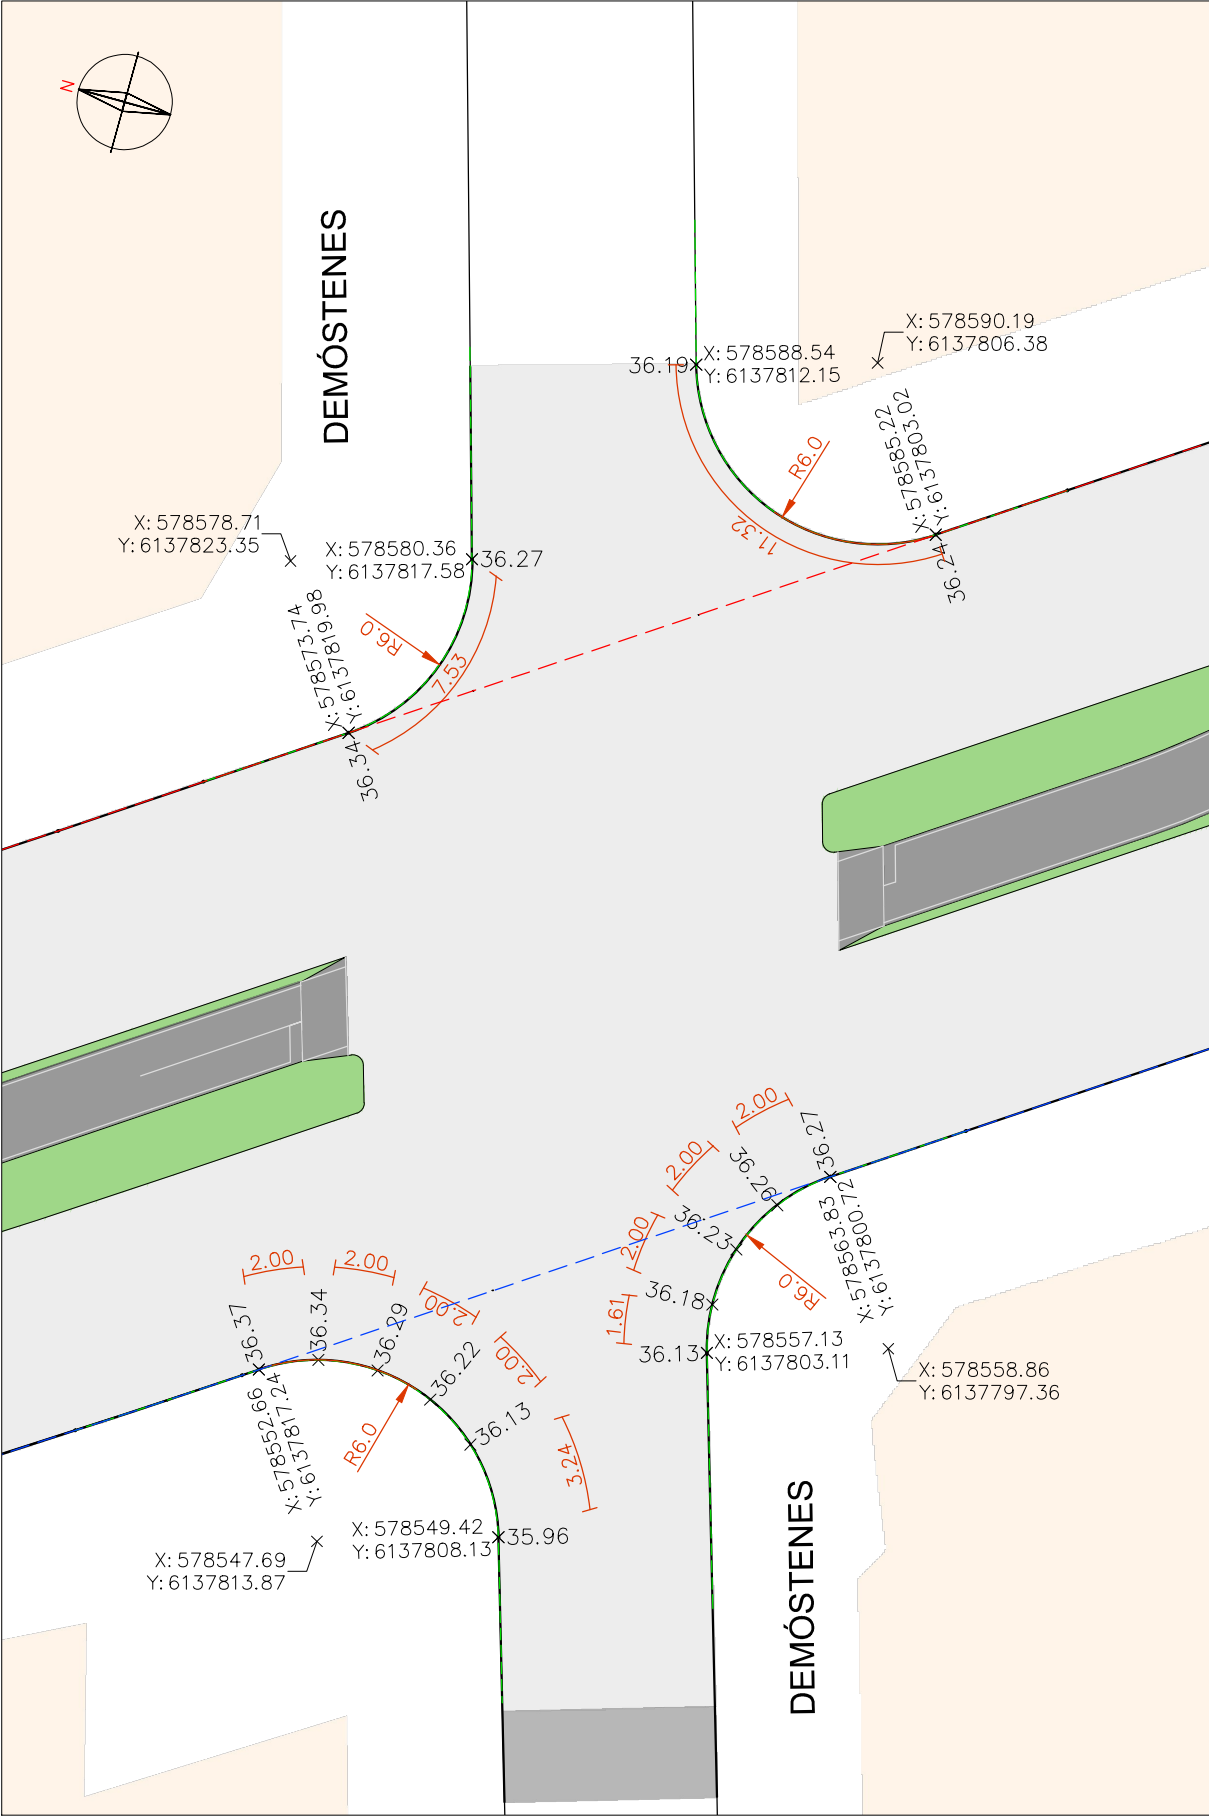 N
DEMÓSTENES
X: 578590.19
Y: 6137806.38
36.19
X: 578588.54
Y: 6137812.15
X: 578585.22
Y: 6137803.02
36.24
R6.0
11.32
X: 578578.71
Y: 6137823.35
X: 578580.36
Y: 6137817.58
36.27
X: 578573.74
Y: 6137819.98
36.34
R6.0
7.53
2.00
2.00
2.00
1.61
36.27
36.26
36.23
36.18
36.13
X: 578557.13
Y: 6137803.11
X: 578563.83
Y: 6137800.72
R6.0
X: 578558.86
Y: 6137797.36
2.00
2.00
2.00
2.00
3.24
36.37
36.34
36.29
36.22
36.13
35.96
X: 578552.66
Y: 6137817.24
R6.0
X: 578549.42
Y: 6137808.13
X: 578547.69
Y: 6137813.87
DEMÓSTENES